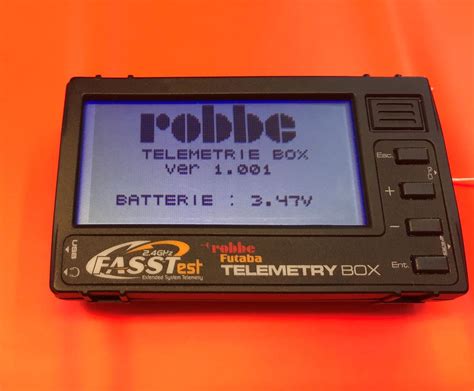 robbe
TELEMETRIE BOX
ver 1.001
BATTERIE : 3.47V
Esc.
Chg
+
-
Ent.
USB
2.4GHz
FASSTest
Extended System Telemetry
robbe
Futaba
TELEMETRY BOX